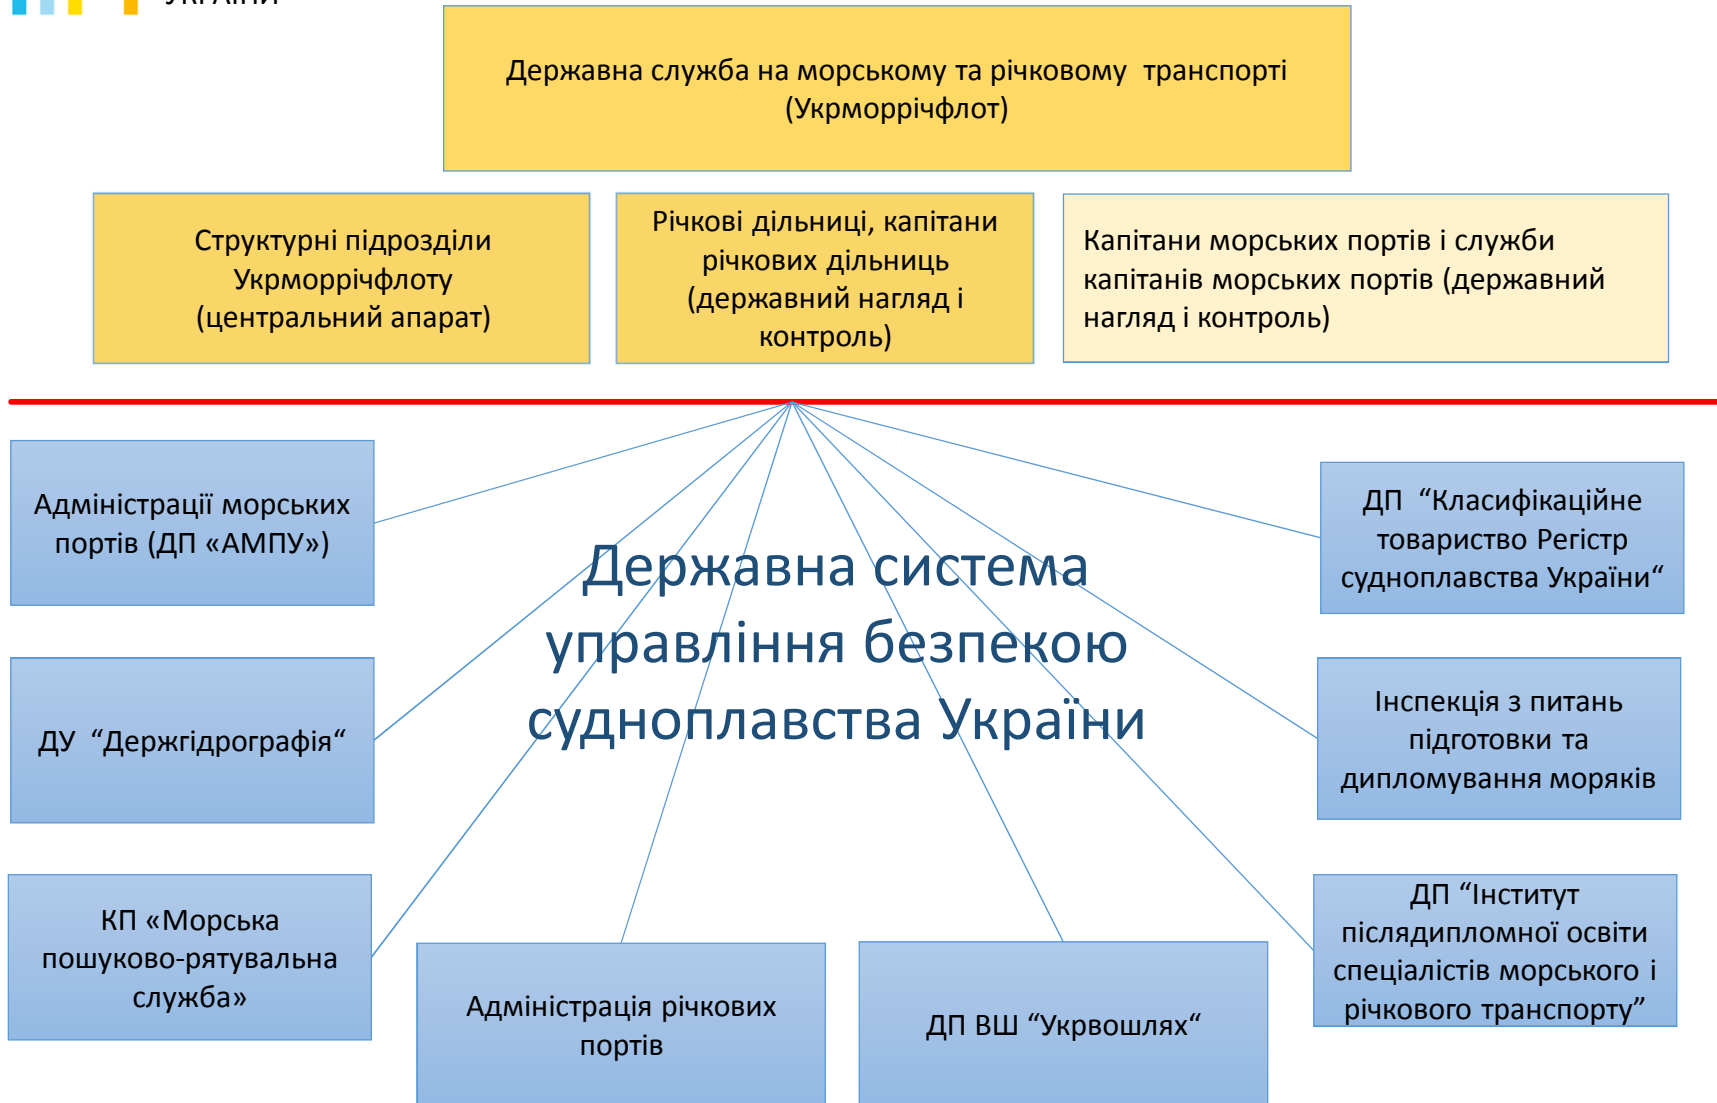 УКРАЇНИ
Державна служба на морському та річковому транспорті
(Укрморрічфлот)
Структурні підрозділи
Укрморрічфлоту
(центральний апарат)
Річкові дільниці, капітани
річкових дільниць
(державний нагляд і
контроль)
Капітани морських портів і служби
капітанів морських портів (державний
нагляд і контроль)
Адміністрації морських
портів (ДП «АМПУ»)
ДУ “Держгідрографія“
КП «Морська
пошуково-рятувальна
служба»
Державна система
управління безпекою
судноплавства України
Адміністрація річкових
портів
ДП ВШ “Укрвошлях“
ДП “Класифікаційне
товариство Регістр
судноплавства України“
Інспекція з питань
підготовки та
дипломування моряків
ДП “Інститут
післядипломної освіти
спеціалістів морського і
річкового транспорту”